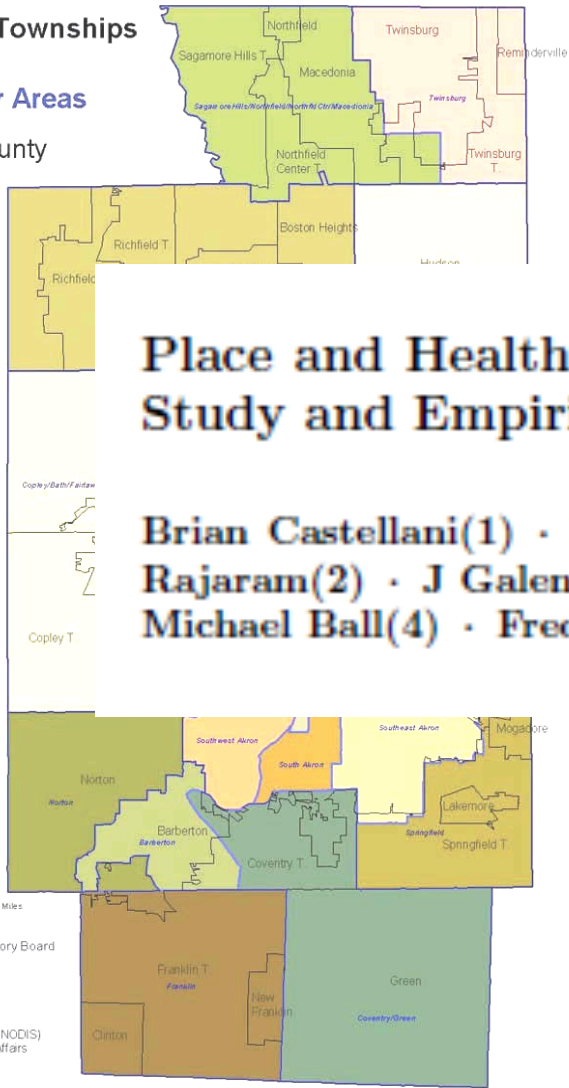 Townships
r Areas
unty
Northfield
Twinsburg
Sagamore Hills T.
Reminderville
Macedonia
Sagamore Hills/Northfield/Northfld Ctr/Macedonia
Twinsburg
Northfield
Center T.
Twinsburg
T.
Boston Heights
Richfield T.
Hudson
Richfield
Place and Health
Study and Empiri
Copley/Bath/Fairlaw
Brian Castellani(1) ·
Rajaram(2) · J Galen
Michael Ball(4) · Fred
Copley T.
Southwest Akron
Southeast Akron
Mogadore
South Akron
Norton
Norton
Lakemore
Barberton
Barberton
Springfield
Springfield T.
Coventry T.
Miles
ory Board
Franklin T.
Franklin
Green
New
Franklin
Coventry/Green
NODIS)
Clinton
ffairs